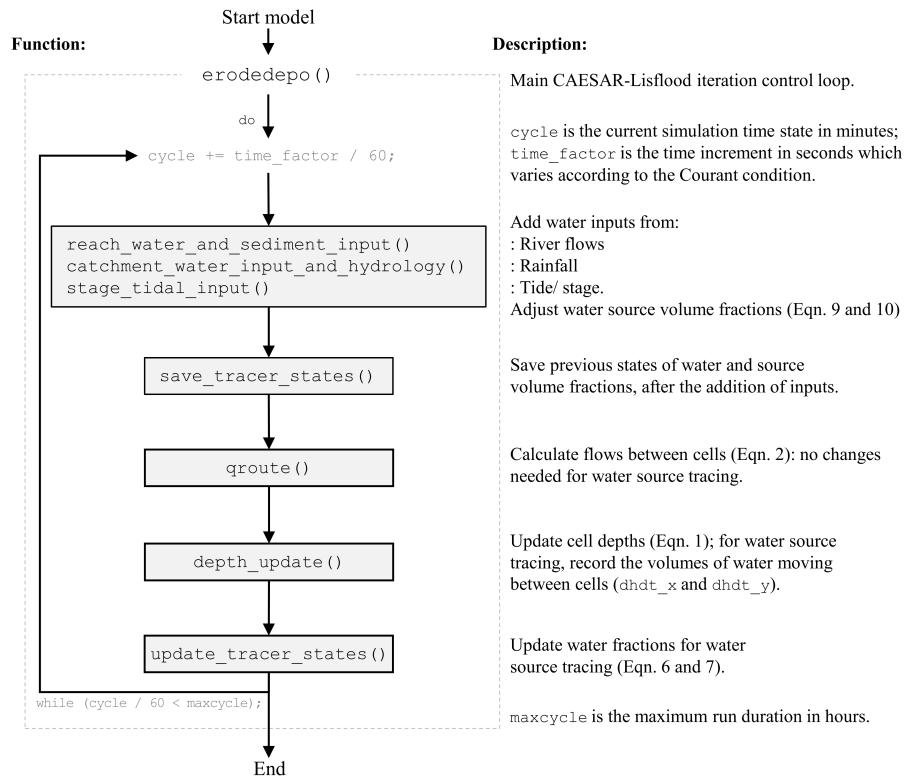 Start model
Function:
Description:
erodedepo()
Main CAESAR-Lisflood iteration control loop.
do
cycle += time_factor / 60;
cycle is the current simulation time state in minutes;
time_factor is the time increment in seconds which
varies according to the Courant condition.
reach_water_and_sediment_input()
catchment_water_input_and_hydrology()
stage_tidal_input()
Add water inputs from:
: River flows
: Rainfall
: Tide/ stage.
Adjust water source volume fractions (Eqn. 9 and 10)
save_tracer_states()
Save previous states of water and source
volume fractions, after the addition of inputs.
qroute()
Calculate flows between cells (Eqn. 2): no changes
needed for water source tracing.
depth_update()
Update cell depths (Eqn. 1); for water source
tracing, record the volumes of water moving
between cells (dhdt_x and dhdt_y).
update_tracer_states()
Update water fractions for water
source tracing (Eqn. 6 and 7).
while (cycle / 60 < maxcycle);
maxcycle is the maximum run duration in hours.
End